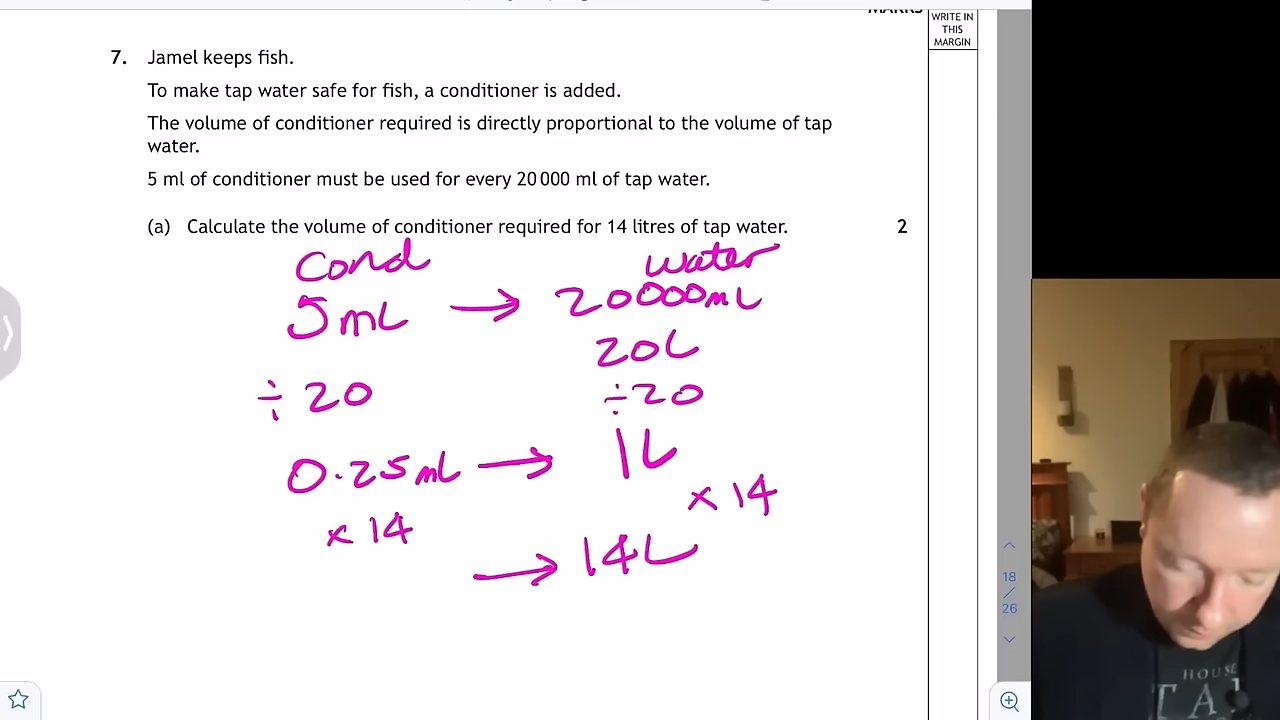 MARKS
WRITE IN
THIS
MARGIN
7. Jamel keeps fish.
To make tap water safe for fish, a conditioner is added.
The volume of conditioner required is directly proportional to the volume of tap
water.
5 ml of conditioner must be used for every 20 000 ml of tap water.
(a) Calculate the volume of conditioner required for 14 litres of tap water. 2
Cond water
5mL → 20000mL
20L
÷ 20 ÷20
0.25mL → 1L
× 14 × 14
→ 14L
18
/
26
HOUSE